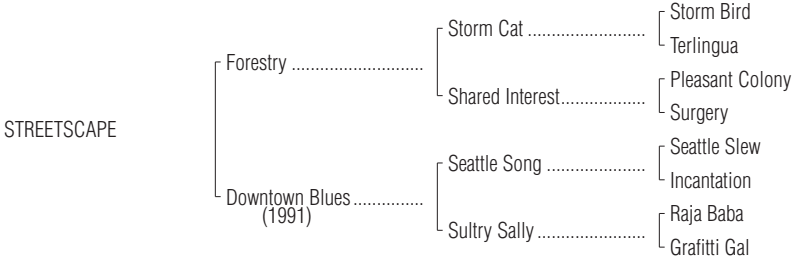 Storm Bird
Storm Cat ..........................
Terlingua
Forestry ............................
Pleasant Colony
Shared Interest..................
Surgery
STREETSCAPE
Seattle Slew
Seattle Song .....................
Incantation
Downtown Blues...............
(1991)
Raja Baba
Sultry Sally.......................
Grafitti Gal